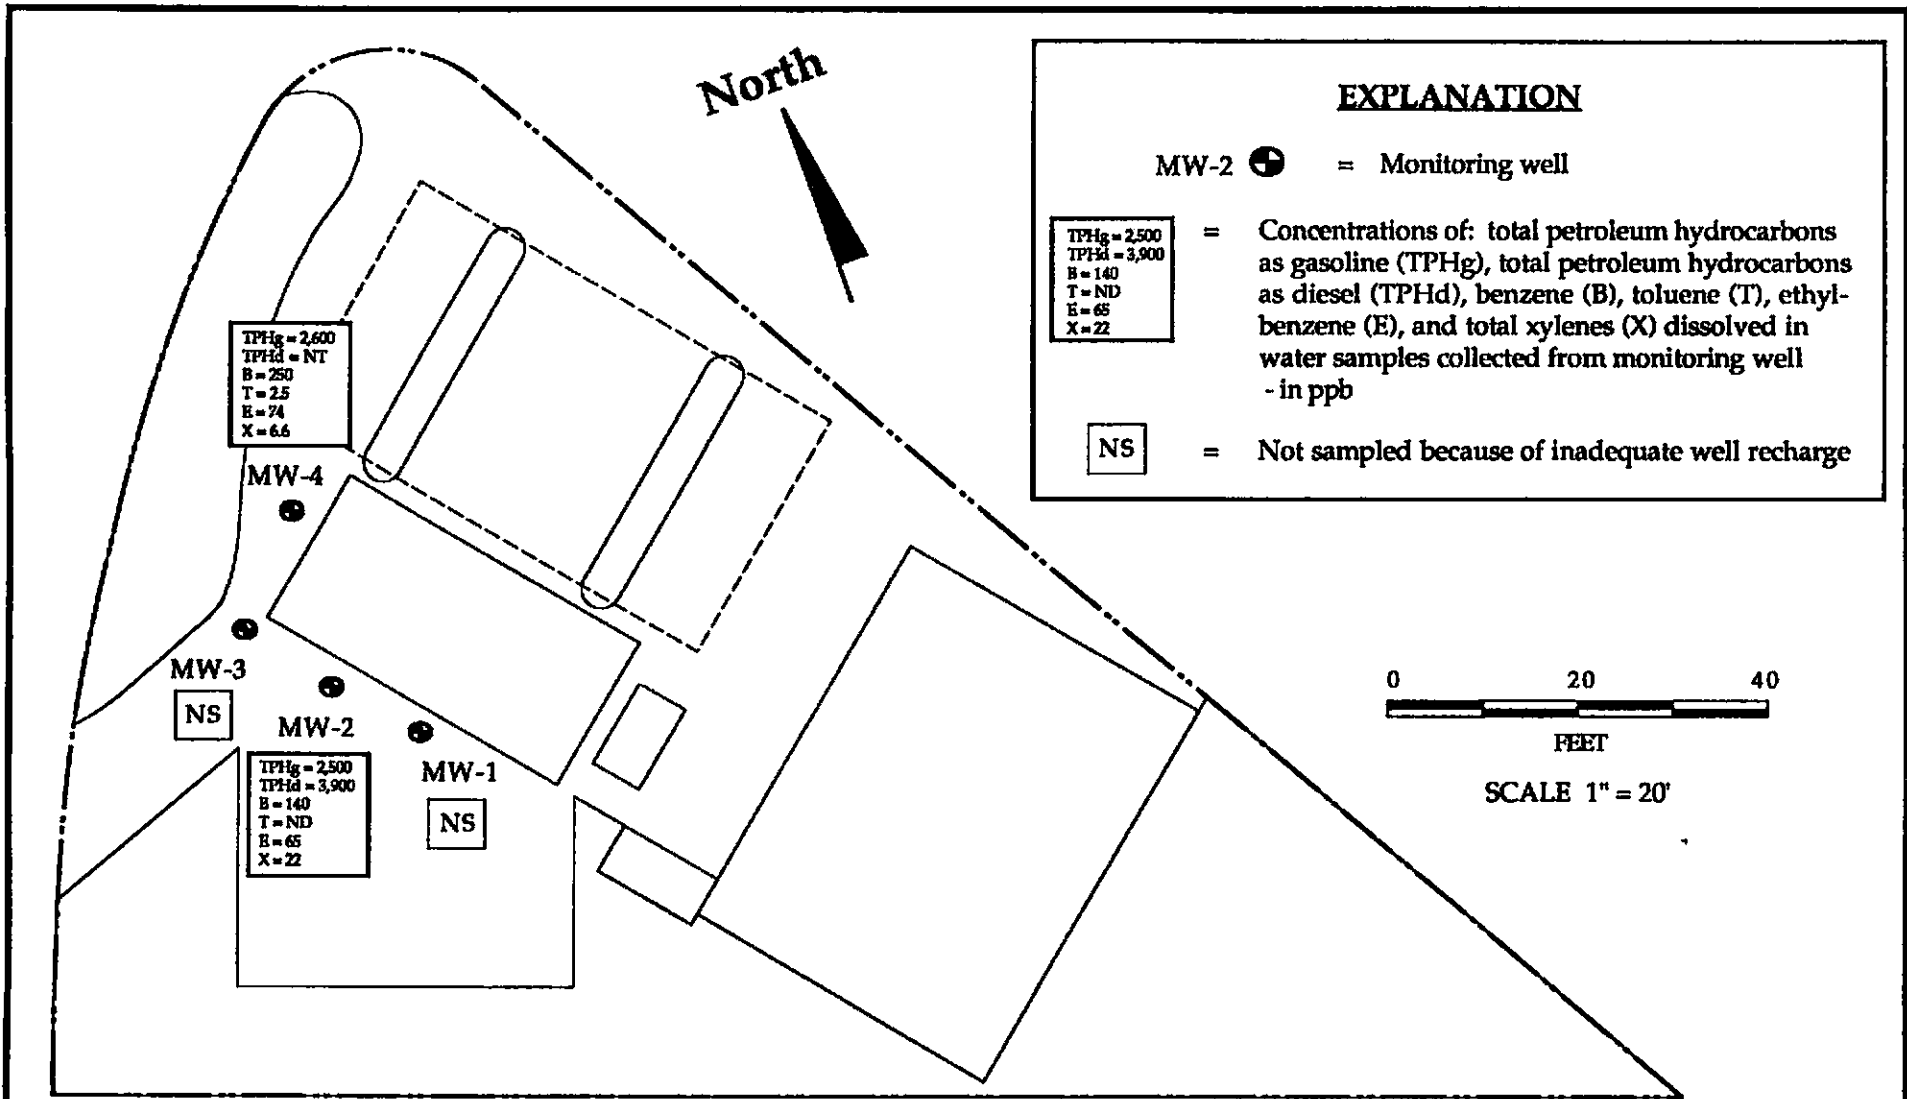 North
EXPLANATION
MW-2 = Monitoring well
TPHg = 2,500
TPHd = 3,900
B = 140
T = ND
E = 65
X = 22
= Concentrations of: total petroleum hydrocarbons
as gasoline (TPHg), total petroleum hydrocarbons
as diesel (TPHd), benzene (B), toluene (T), ethyl-
benzene (E), and total xylenes (X) dissolved in
water samples collected from monitoring well
- in ppb
NS = Not sampled because of inadequate well recharge
TPHg = 2,600
TPHd = NT
B = 250
T = 2.5
E = 74
X = 6.6
MW-4
MW-3
NS
MW-2
TPHg = 2,500
TPHd = 3,900
B = 140
T = ND
E = 65
X = 22
MW-1
NS
0 20 40
FEET
SCALE 1" = 20'